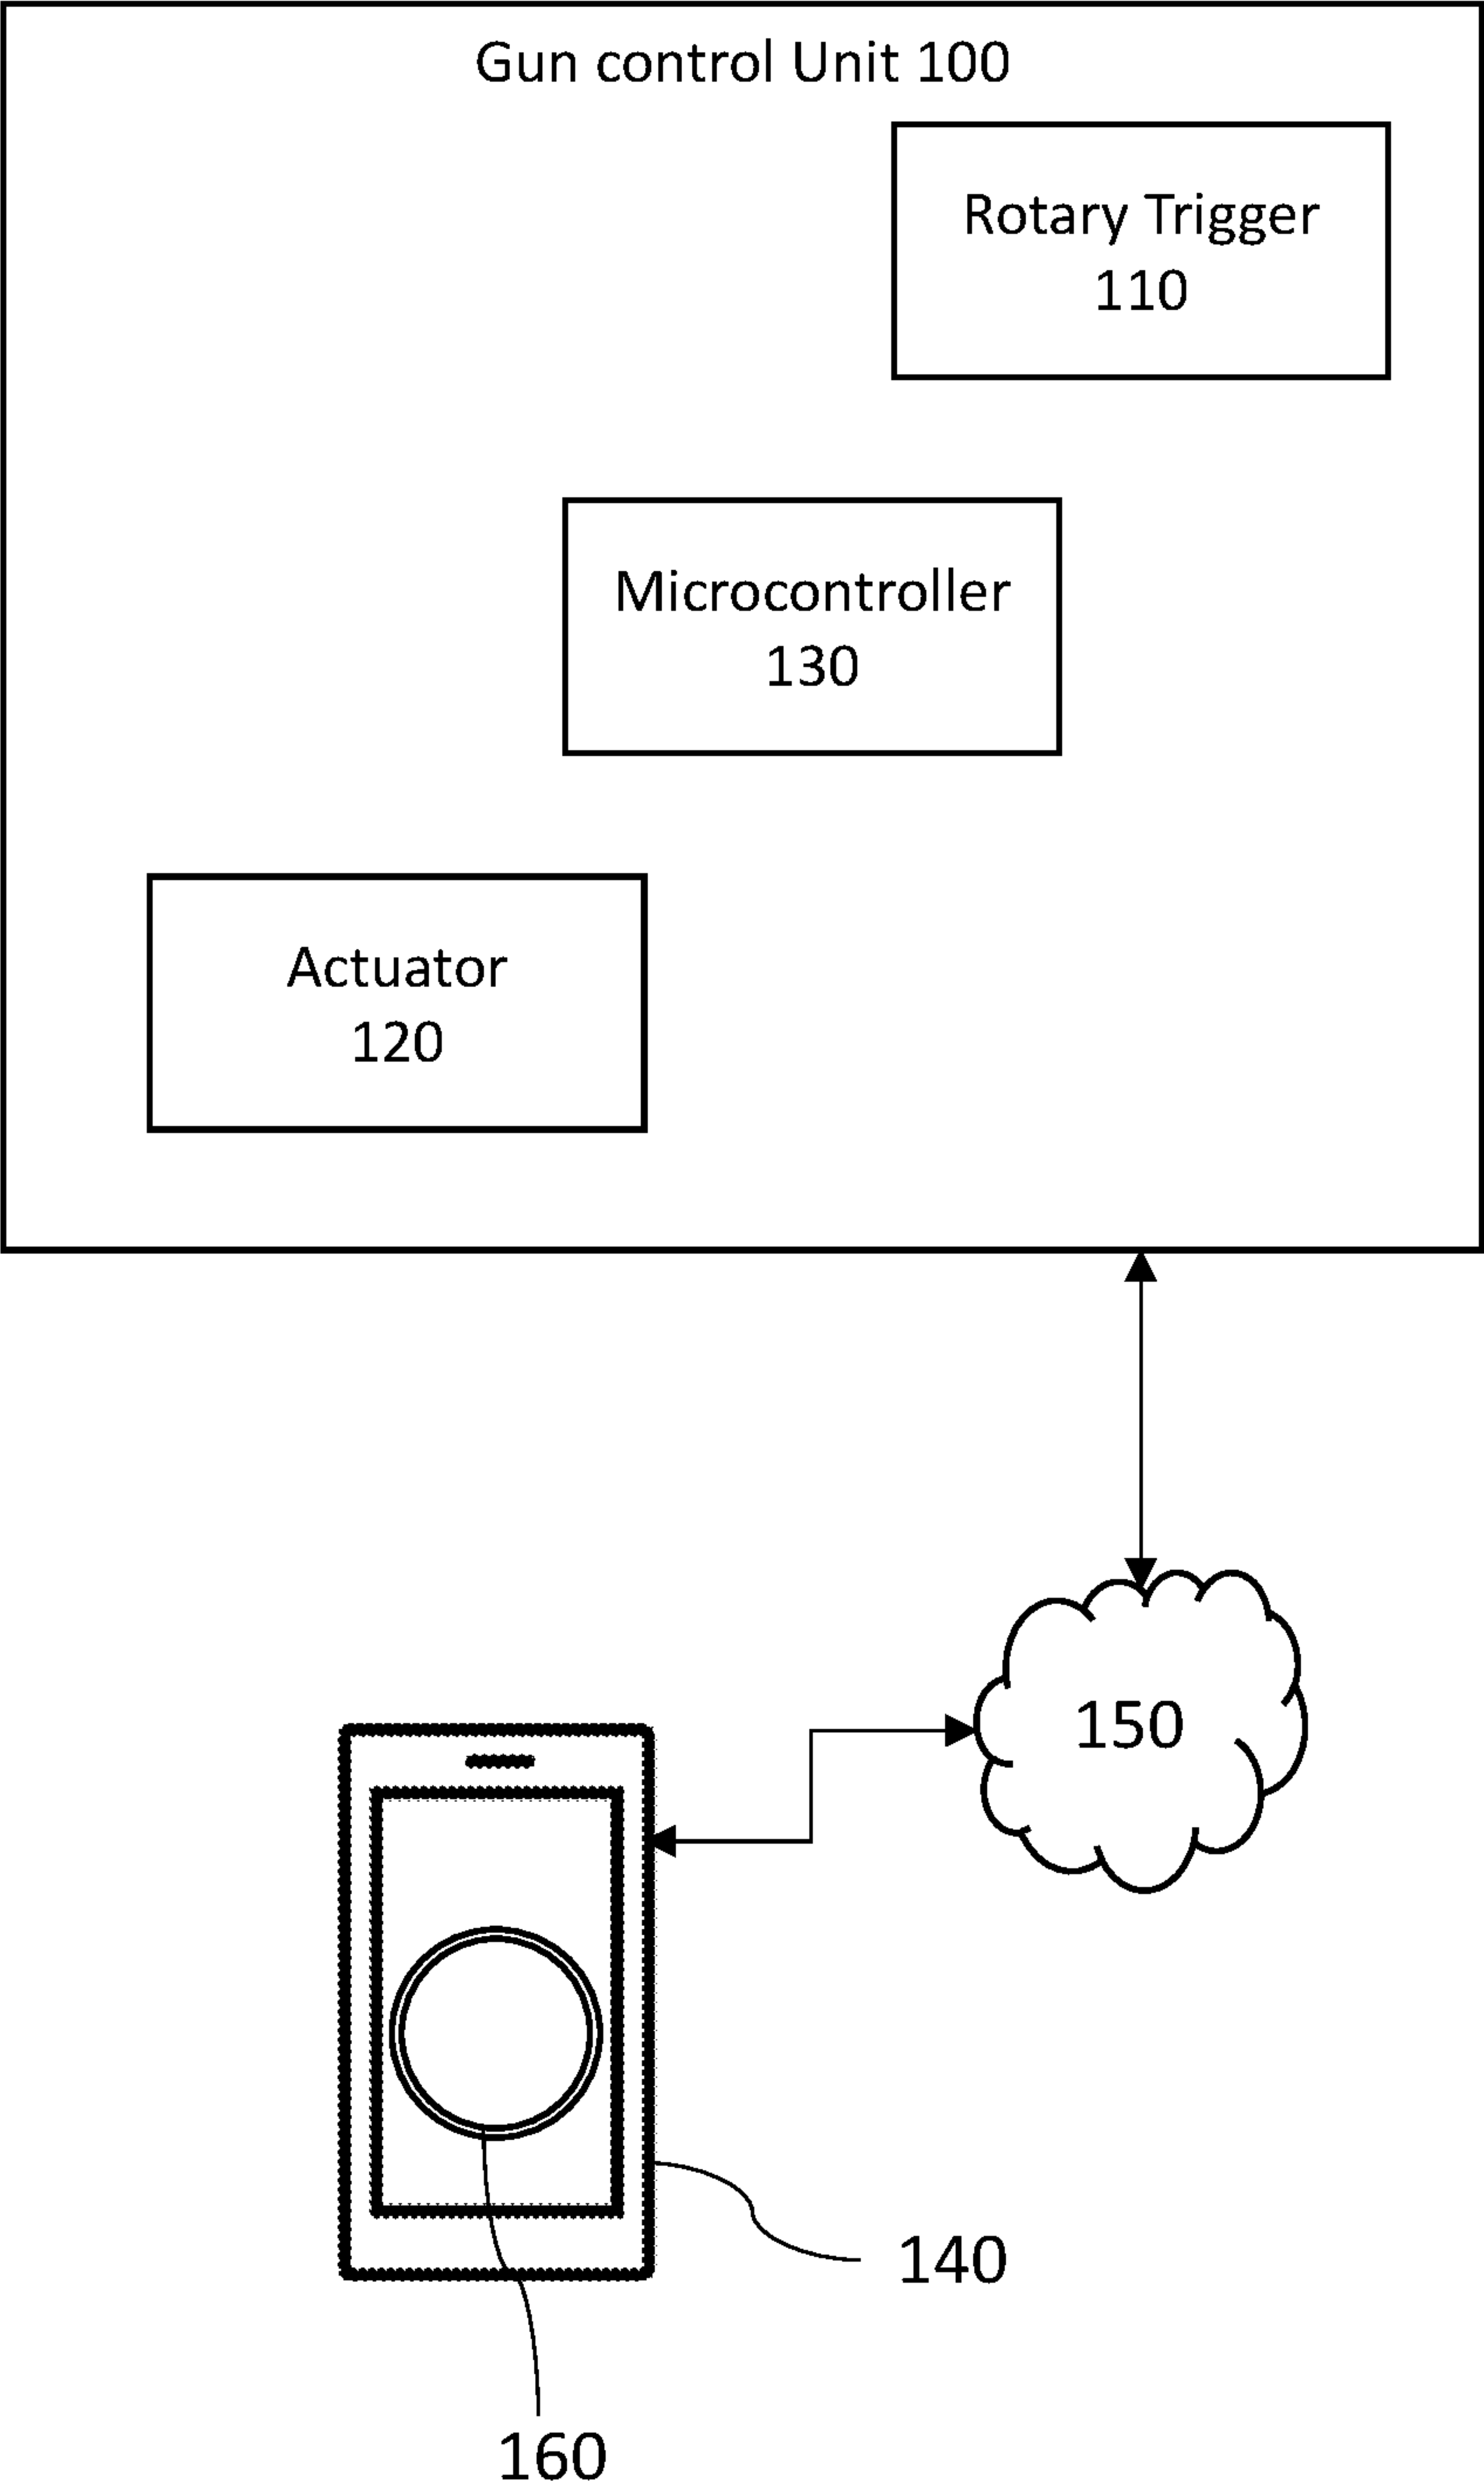 Gun control Unit 100
Rotary Trigger
110
Microcontroller
130
Actuator
120
150
140
160